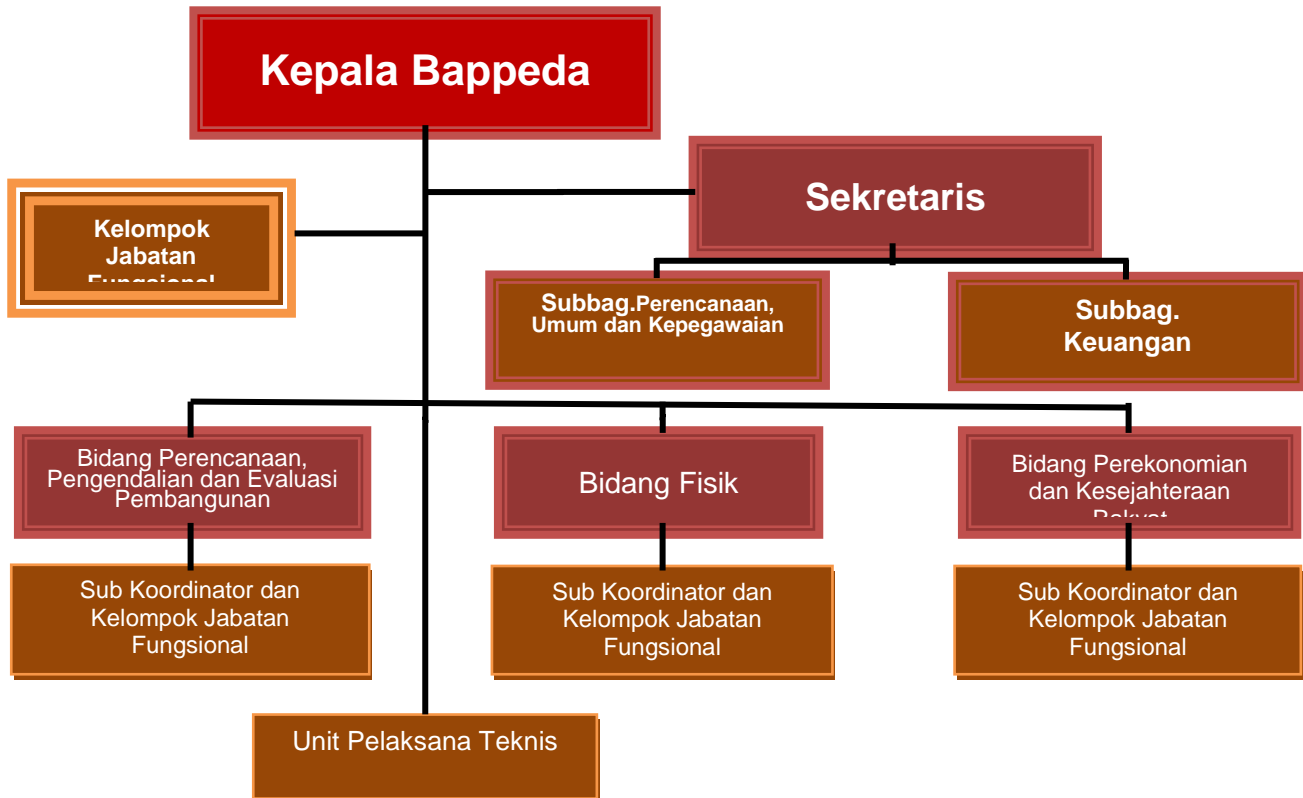 Kepala Bappeda
Sekretaris
Kelompok
Jabatan
Fungsional
Subbag.Perencanaan,
Umum dan Kepegawaian
Subbag.
Keuangan
Bidang Perencanaan,
Pengendalian dan Evaluasi
Pembangunan
Bidang Fisik
Bidang Perekonomian
dan Kesejahteraan
Rakyat
Sub Koordinator dan
Kelompok Jabatan
Fungsional
Sub Koordinator dan
Kelompok Jabatan
Fungsional
Sub Koordinator dan
Kelompok Jabatan
Fungsional
Unit Pelaksana Teknis